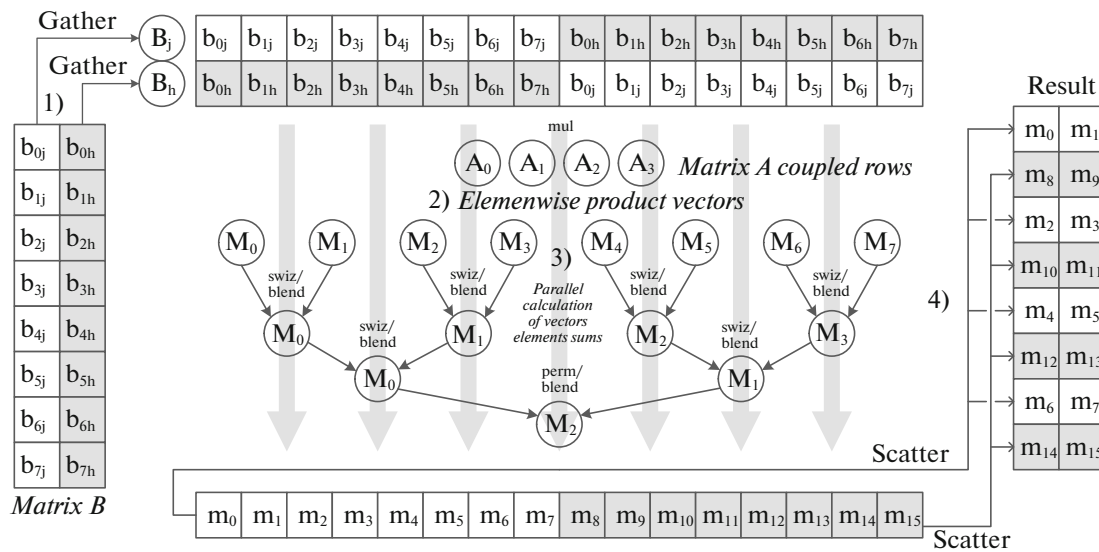 Gather
B_j
b_0j b_1j b_2j b_3j b_4j b_5j b_6j b_7j b_0h b_1h b_2h b_3h b_4h b_5h b_6h b_7h
Gather
B_h
b_0h b_1h b_2h b_3h b_4h b_5h b_6h b_7h b_0j b_1j b_2j b_3j b_4j b_5j b_6j b_7j
1)
b_0j b_0h
b_1j b_1h
b_2j b_2h
b_3j b_3h
b_4j b_4h
b_5j b_5h
b_6j b_6h
b_7j b_7h
Matrix B
mul
A_0 A_1 A_2 A_3 Matrix A coupled rows
2) Elemenwise product vectors
M_0 M_1 M_2 M_3 M_4 M_5 M_6 M_7
3)
swiz/ swiz/ swiz/ swiz/
blend blend blend blend
Parallel
calculation
of vectors
elements sums
M_0 M_1 M_2 M_3
swiz/ swiz/
blend blend
M_0 M_1
perm/
blend
M_2
4)
Result
m_0 m_1
m_8 m_9
m_2 m_3
m_10 m_11
m_4 m_5
m_12 m_13
m_6 m_7
m_14 m_15
Scatter
m_0 m_1 m_2 m_3 m_4 m_5 m_6 m_7 m_8 m_9 m_10 m_11 m_12 m_13 m_14 m_15
Scatter